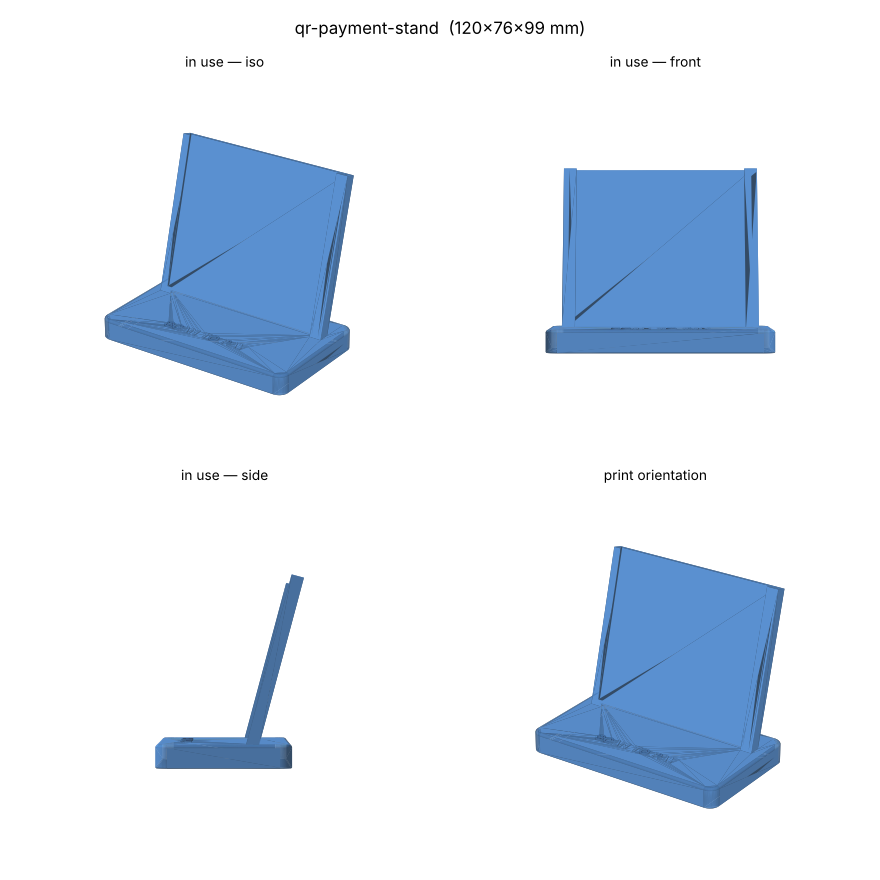 qr-payment-stand (120×76×99 mm)
in use — iso
in use — front
in use — side
print orientation